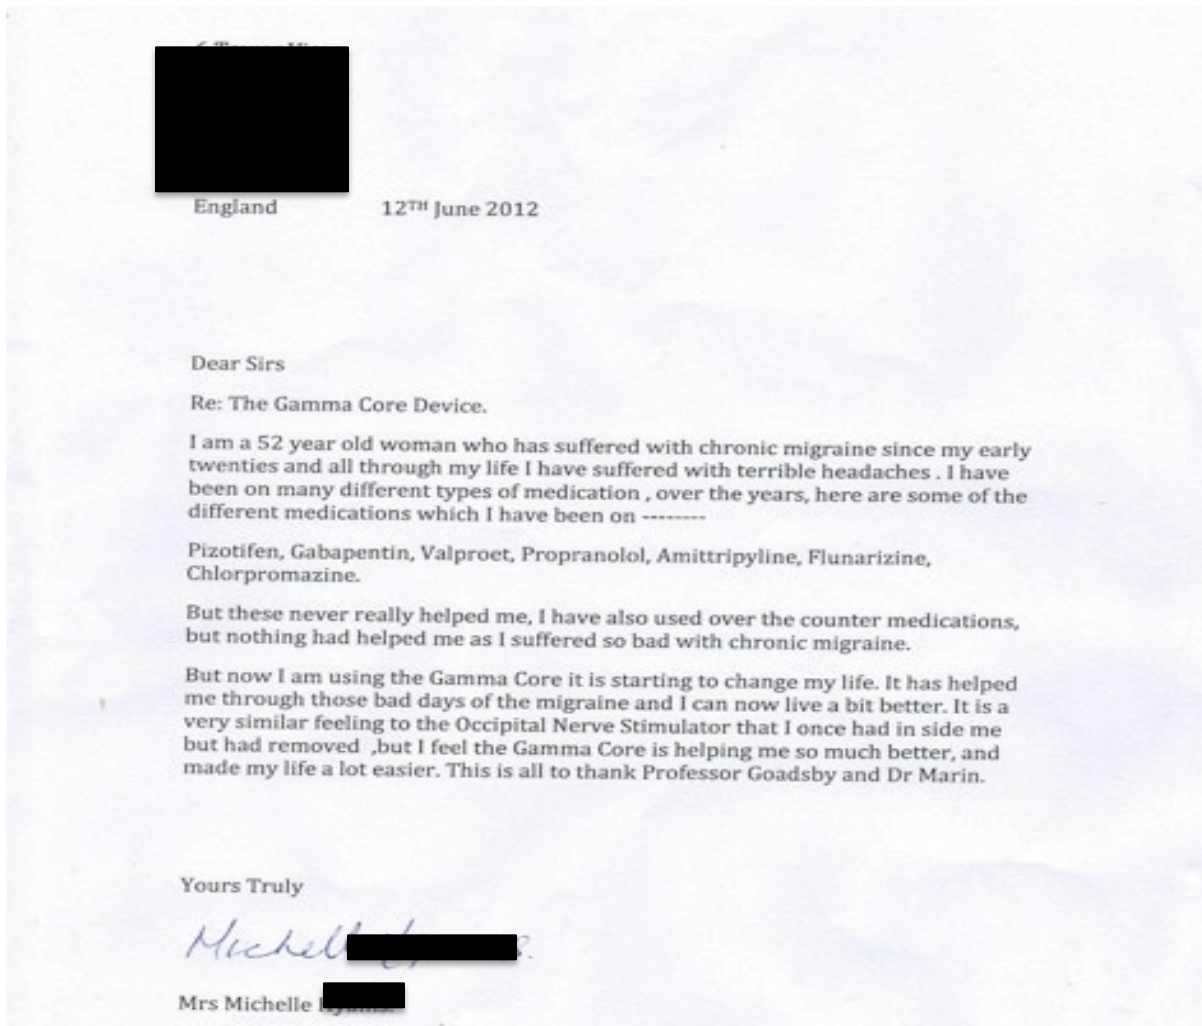 England 12TH June 2012
Dear Sirs
Re: The Gamma Core Device.
I am a 52 year old woman who has suffered with chronic migraine since my early
twenties and all through my life I have suffered with terrible headaches . I have
been on many different types of medication , over the years, here are some of the
different medications which I have been on --------
Pizotifen, Gabapentin, Valproet, Propranolol, Amittripyline, Flunarizine,
Chlorpromazine.
But these never really helped me, I have also used over the counter medications,
but nothing had helped me as I suffered so bad with chronic migraine.
But now I am using the Gamma Core it is starting to change my life. It has helped
me through those bad days of the migraine and I can now live a bit better. It is a
very similar feeling to the Occipital Nerve Stimulator that I once had in side me
but had removed ,but I feel the Gamma Core is helping me so much better, and
made my life a lot easier. This is all to thank Professor Goadsby and Dr Marin.
Yours Truly
Mrs Michelle